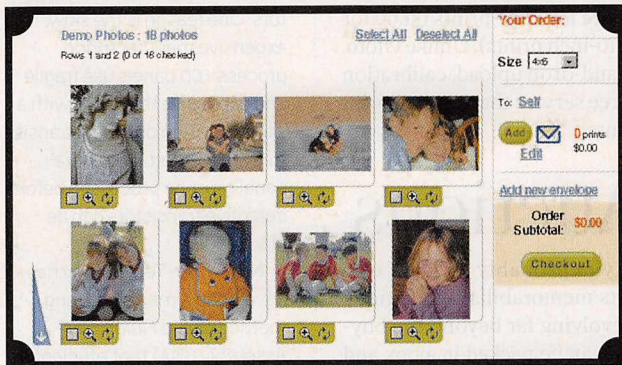 Demo Photos : 18 photos
Select All Deselect All
Rows 1 and 2 (0 of 18 checked)
Your Order:
Size 4x6
To: Self
Add
0 prints
$0.00
Edit
Add new envelope
Order
Subtotal: $0.00
Checkout